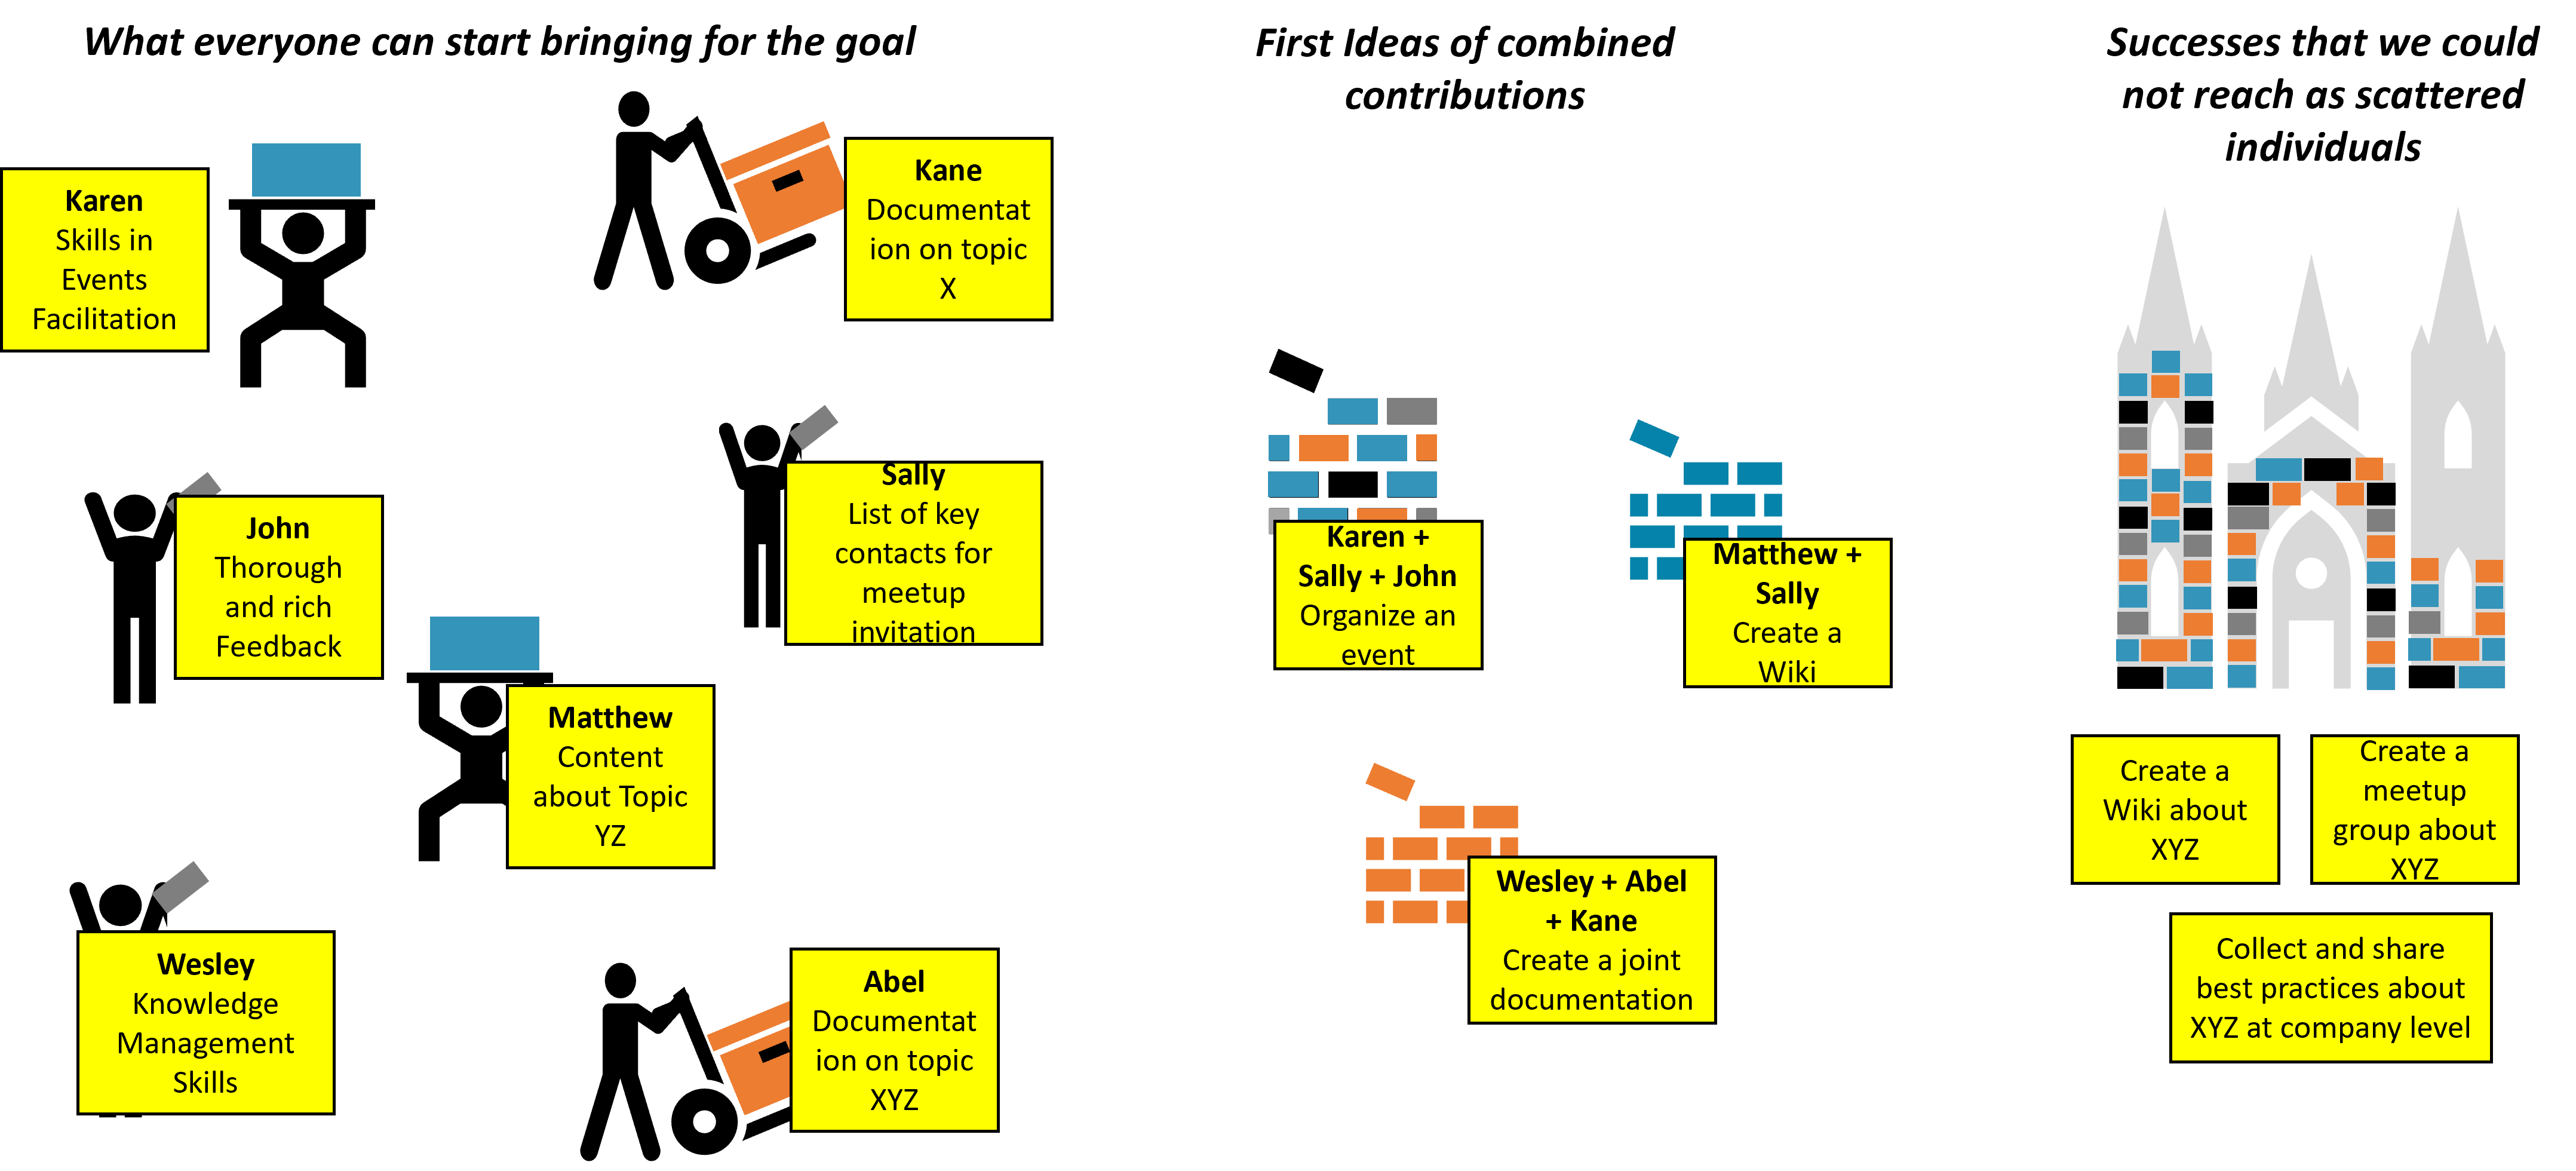 What everyone can start bringing for the goal
Karen
Skills in
Events
Facilitation
Kane
Documentat
ion on topic
X
John
Thorough
and rich
Feedback
Sally
List of key
contacts for
meetup
invitation
Matthew
Content
about Topic
YZ
Wesley
Knowledge
Management
Skills
Abel
Documentat
ion on topic
XYZ
First Ideas of combined
contributions
Karen +
Sally + John
Organize an
event
Matthew +
Sally
Create a
Wiki
Wesley + Abel
+ Kane
Create a joint
documentation
Successes that we could
not reach as scattered
individuals
Create a
Wiki about
XYZ
Create a
meetup
group about
XYZ
Collect and share
best practices about
XYZ at company level